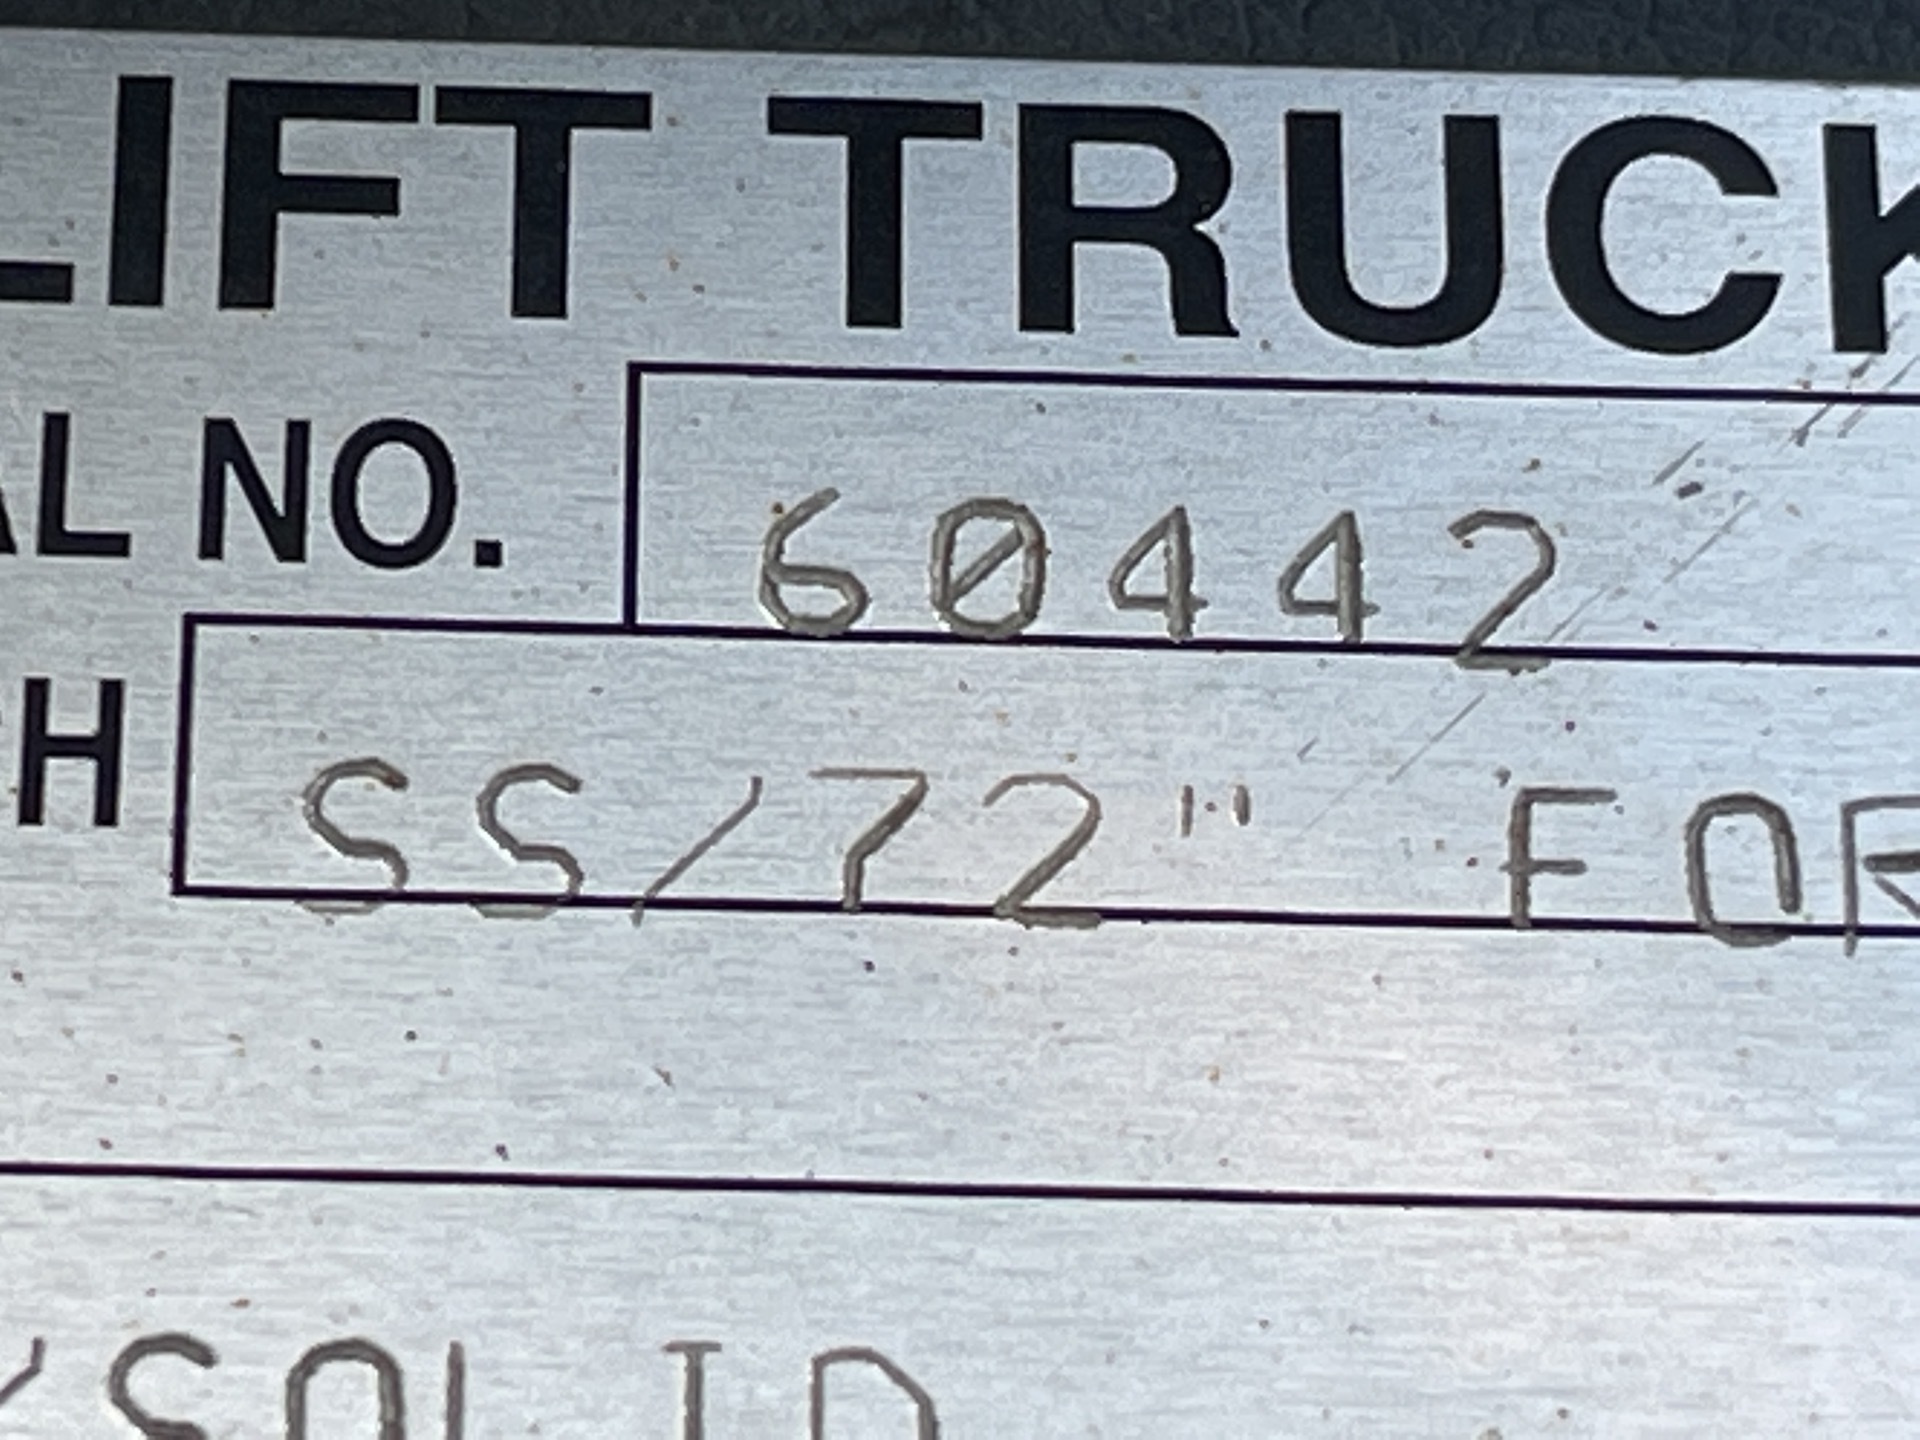 LIFT TRUCK
AL NO. 60442
H SS/72" FOR
SOLID